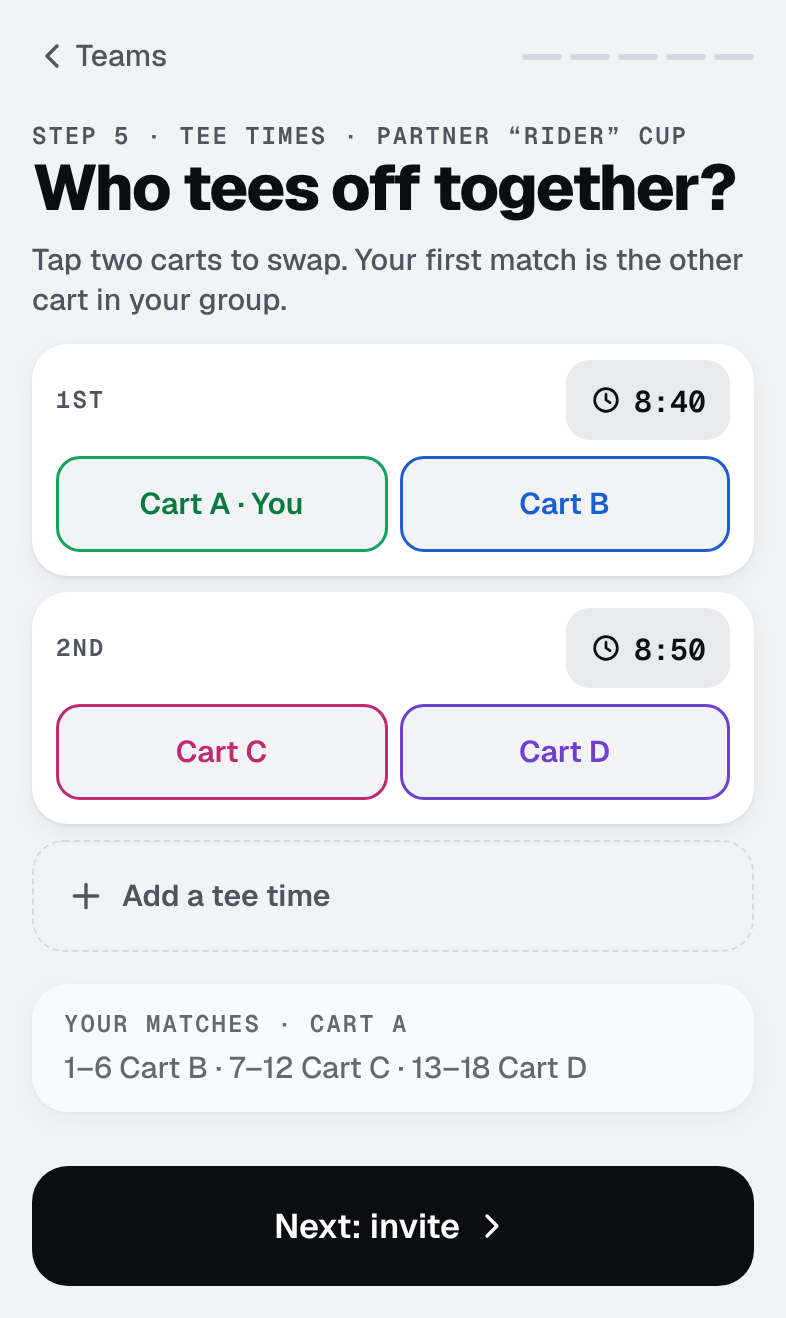 Teams
STEP 5 · TEE TIMES · PARTNER “RIDER” CUP
Who tees off together?
Tap two carts to swap. Your first match is the other
cart in your group.
1ST
8:40
Cart A · You
Cart B
2ND
8:50
Cart C
Cart D
Add a tee time
YOUR MATCHES · CART A
1–6 Cart B · 7–12 Cart C · 13–18 Cart D
Next: invite